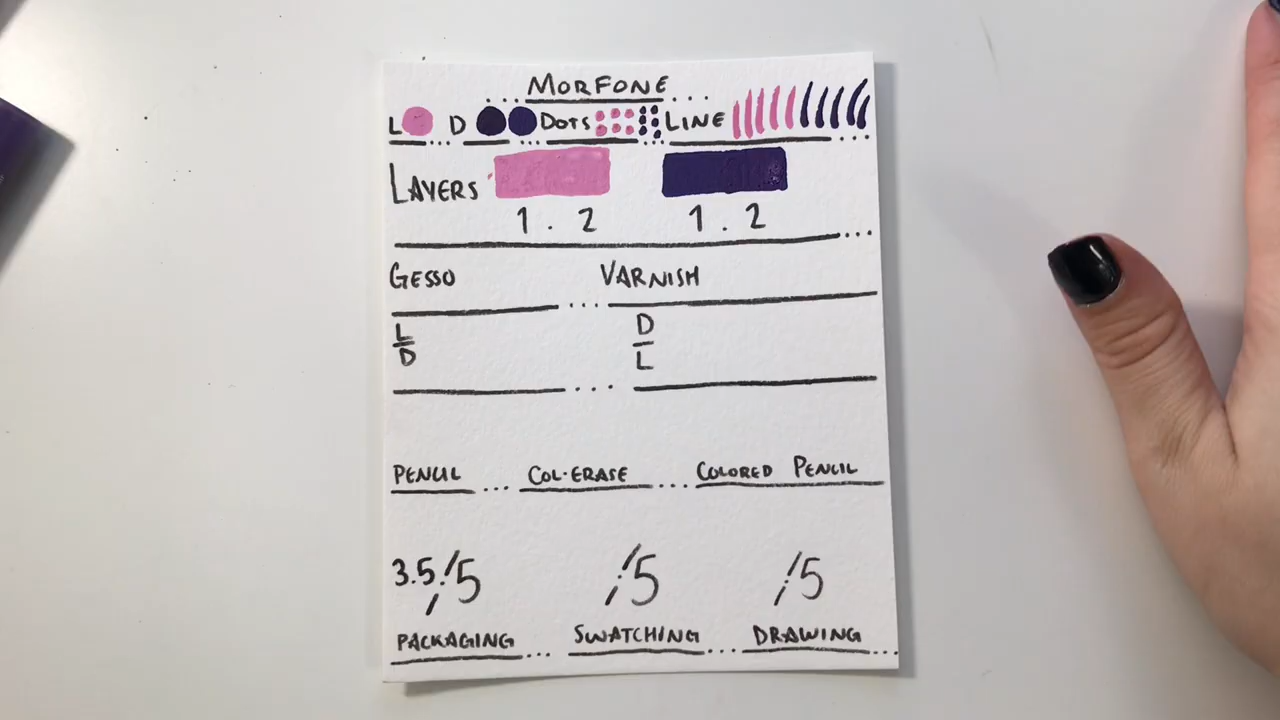 MORFONE
L D DOTS LINE
LAYERS
1 . 2 1 . 2
GESSO VARNISH
L D
D L
PENCIL COL-ERASE COLORED PENCIL
3.5/5 /5 /5
PACKAGING SWATCHING DRAWING